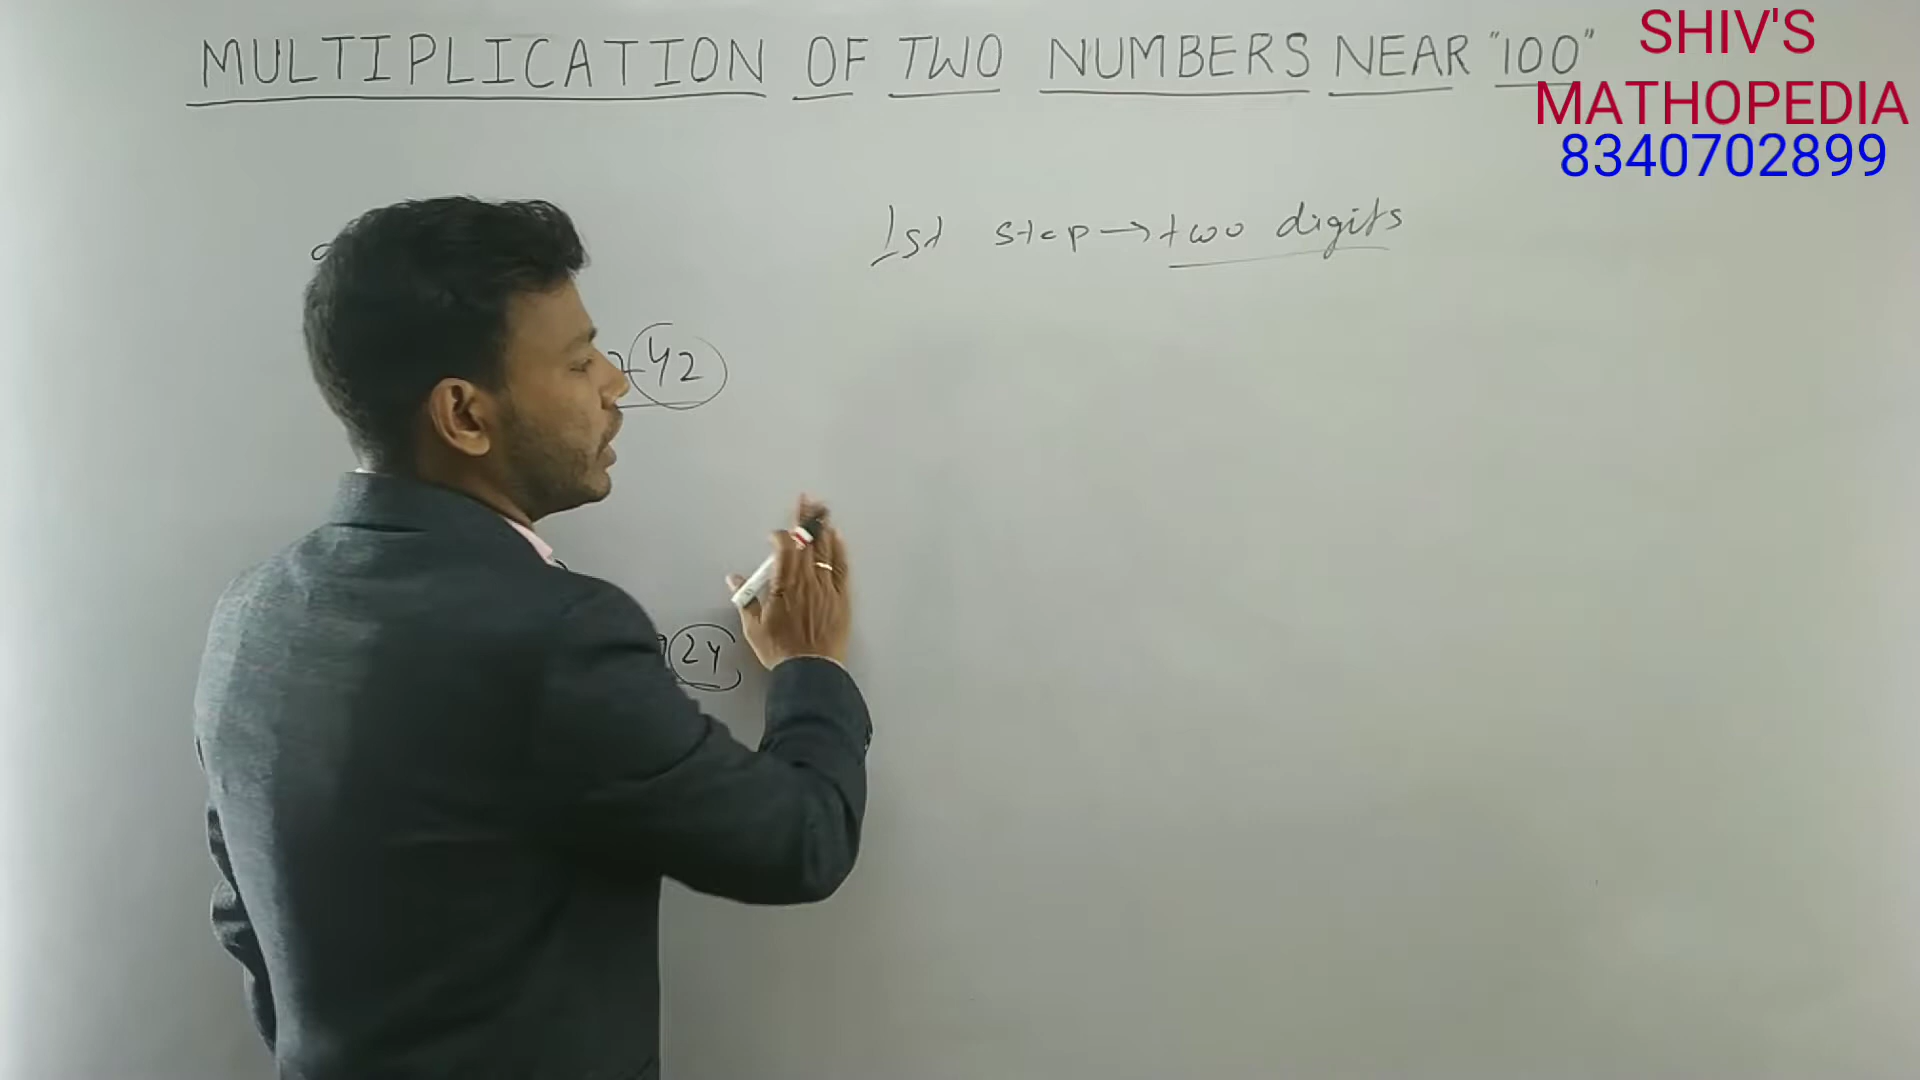 MULTIPLICATION OF TWO NUMBERS NEAR "100"
SHIV'S
MATHOPEDIA
8340702899
1st step → two digits
42
24